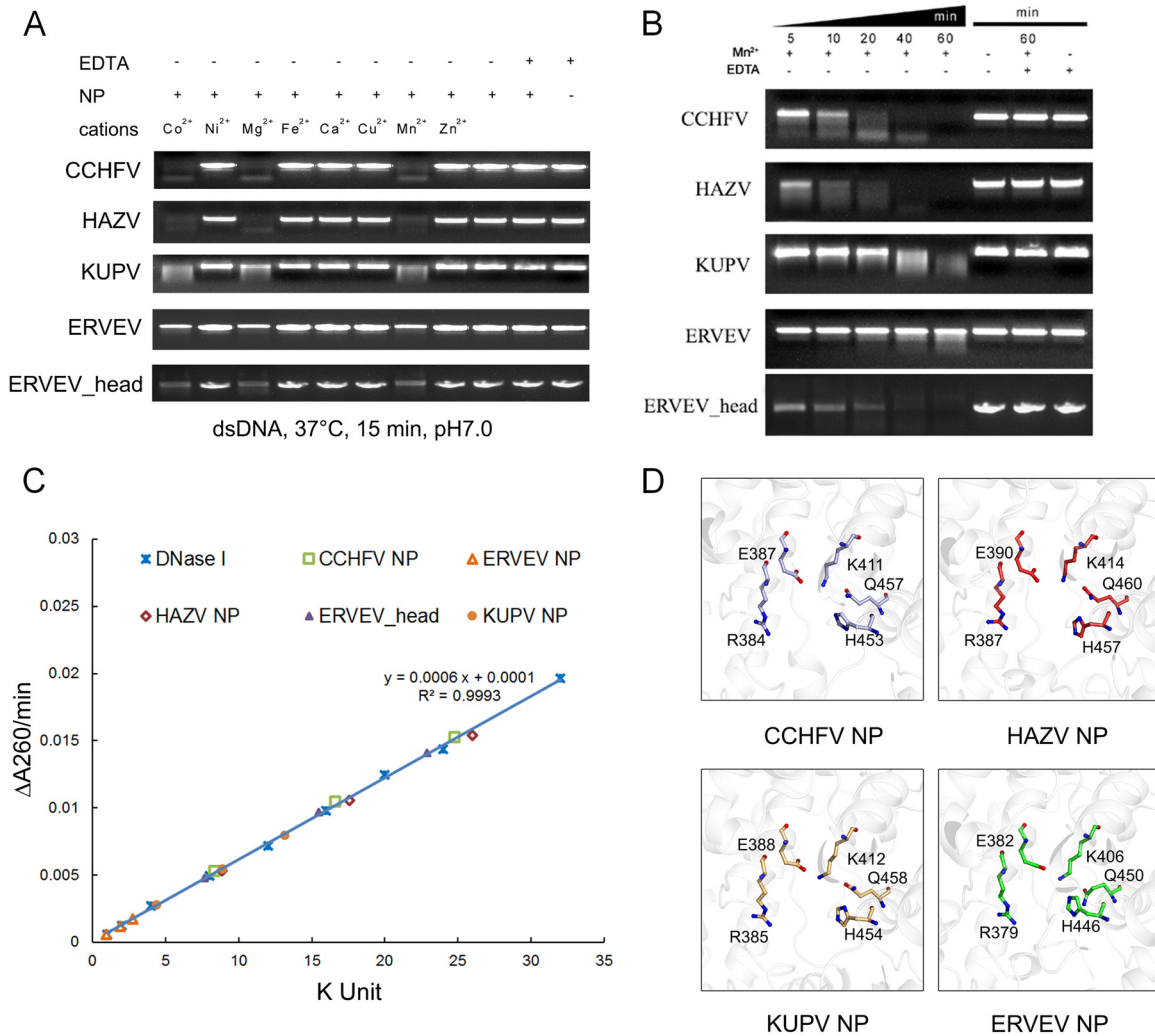 A
EDTA - - - - - - - - - + +
NP + + + + + + + + + + -
cations Co²⁺ Ni²⁺ Mg²⁺ Fe²⁺ Ca²⁺ Cu²⁺ Mn²⁺ Zn²⁺
CCHFV
HAZV
KUPV
ERVEV
ERVEV_head
dsDNA, 37°C, 15 min, pH7.0
B
min min
5 10 20 40 60 60
Mn²⁺ + + + + + - + -
EDTA - - - - - - + +
CCHFV
HAZV
KUPV
ERVEV
ERVEV_head
C
0.03
0.025
0.02
0.015
0.01
0.005
0
ΔA260/min
DNase I CCHFV NP ERVEV NP
HAZV NP ERVEV_head KUPV NP
y = 0.0006 x + 0.0001
R² = 0.9993
0 5 10 15 20 25 30 35
K Unit
D
E387
K411
Q457
R384
H453
CCHFV NP
E390
K414
Q460
R387
H457
HAZV NP
E388
K412
Q458
R385
H454
KUPV NP
E382
K406
Q450
R379
H446
ERVEV NP